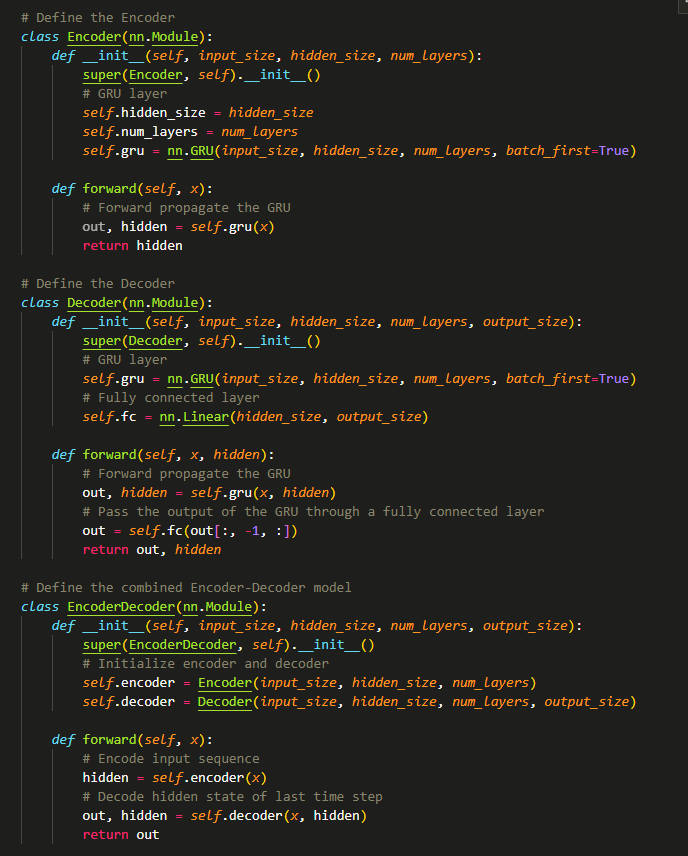 # Define the Encoder
class Encoder(nn.Module):
    def __init__(self, input_size, hidden_size, num_layers):
        super(Encoder, self).__init__()
        # GRU layer
        self.hidden_size = hidden_size
        self.num_layers = num_layers
        self.gru = nn.GRU(input_size, hidden_size, num_layers, batch_first=True)

    def forward(self, x):
        # Forward propagate the GRU
        out, hidden = self.gru(x)
        return hidden

# Define the Decoder
class Decoder(nn.Module):
    def __init__(self, input_size, hidden_size, num_layers, output_size):
        super(Decoder, self).__init__()
        # GRU layer
        self.gru = nn.GRU(input_size, hidden_size, num_layers, batch_first=True)
        # Fully connected layer
        self.fc = nn.Linear(hidden_size, output_size)

    def forward(self, x, hidden):
        # Forward propagate the GRU
        out, hidden = self.gru(x, hidden)
        # Pass the output of the GRU through a fully connected layer
        out = self.fc(out[:, -1, :])
        return out, hidden

# Define the combined Encoder-Decoder model
class EncoderDecoder(nn.Module):
    def __init__(self, input_size, hidden_size, num_layers, output_size):
        super(EncoderDecoder, self).__init__()
        # Initialize encoder and decoder
        self.encoder = Encoder(input_size, hidden_size, num_layers)
        self.decoder = Decoder(input_size, hidden_size, num_layers, output_size)

    def forward(self, x):
        # Encode input sequence
        hidden = self.encoder(x)
        # Decode hidden state of last time step
        out, hidden = self.decoder(x, hidden)
        return out